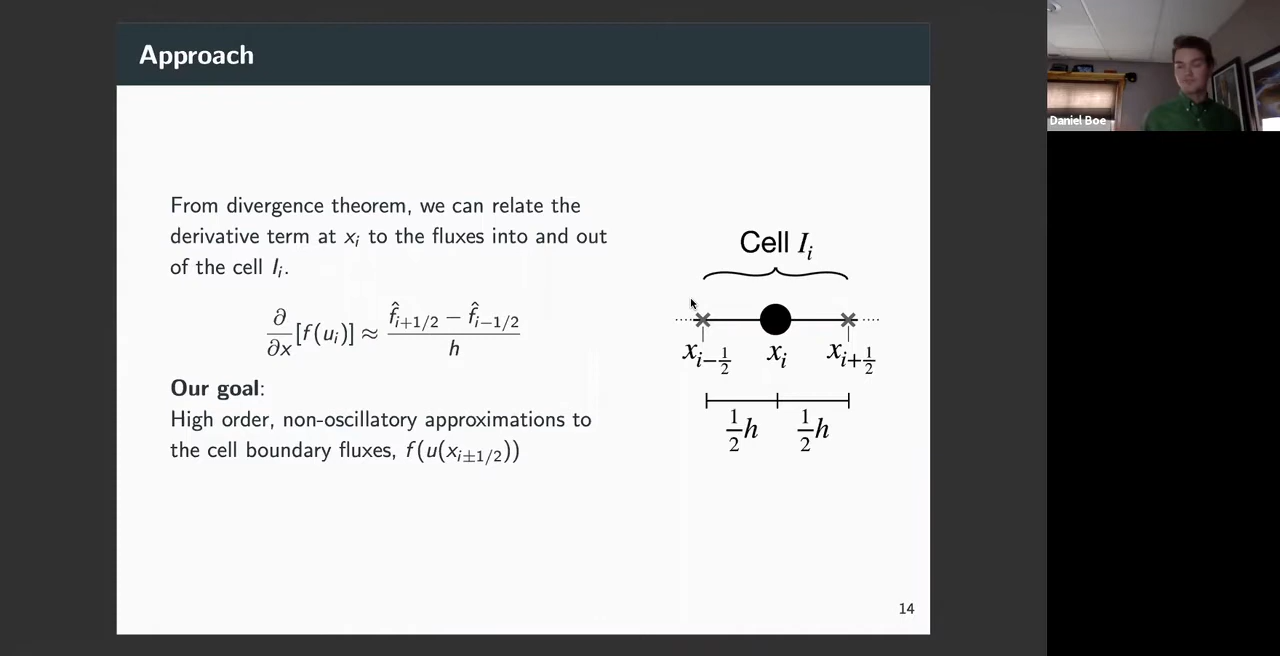 Approach
From divergence theorem, we can relate the
derivative term at x_i to the fluxes into and out
of the cell I_i.
∂/∂x [f(u_i)] ≈ (f̂_{i+1/2} − f̂_{i−1/2}) / h
Our goal:
High order, non-oscillatory approximations to
the cell boundary fluxes, f(u(x_{i±1/2}))
Cell I_i
x_{i−1/2} x_i x_{i+1/2}
1/2 h 1/2 h
14
Daniel Boe